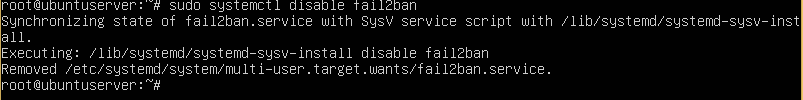 root@ubuntuserver:~# sudo systemctl disable fail2ban
Synchronizing state of fail2ban.service with SysV service script with /lib/systemd/systemd-sysv-inst
all.
Executing: /lib/systemd/systemd-sysv-install disable fail2ban
Removed /etc/systemd/system/multi-user.target.wants/fail2ban.service.
root@ubuntuserver:~#